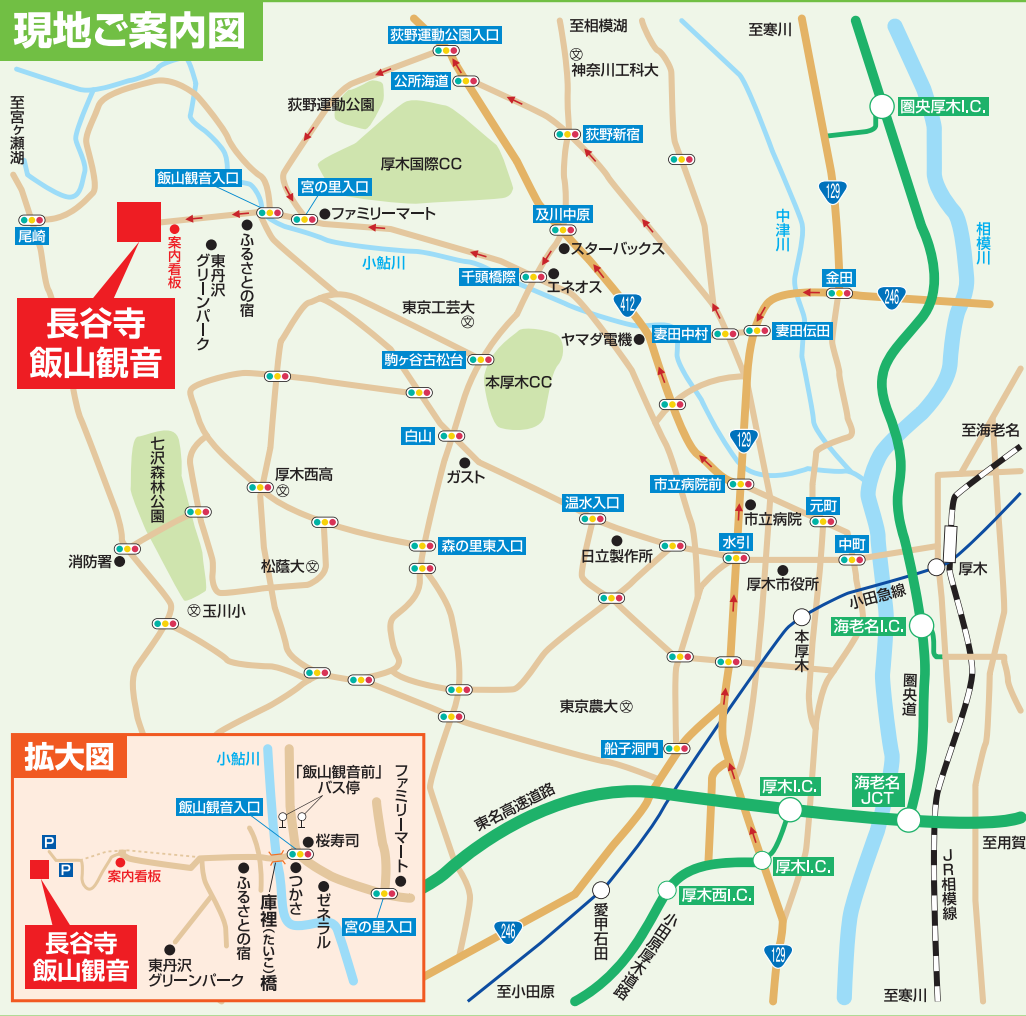 現地ご案内図
荻野運動公園入口
至相模湖
至寒川
神奈川工科大
公所海道
至宮ヶ瀬湖
荻野運動公園
圏央厚木I.C.
荻野新宿
厚木国際CC
飯山観音入口
宮の里入口
129
ファミリーマート
及川中原
中津川
相模川
尾崎
案内看板
東丹沢
グリーンパーク
ふるさとの宿
スターバックス
小鮎川
千頭橋際
エネオス
金田
246
412
長谷寺
飯山観音
東京工芸大
ヤマダ電機
妻田中村
妻田伝田
駒ヶ谷古松台
本厚木CC
白山
129
至海老名
七沢森林公園
ガスト
厚木西高
市立病院前
温水入口
市立病院
元町
消防署
森の里東入口
日立製作所
水引
中町
松蔭大
厚木市役所
厚木
小田急線
玉川小
海老名I.C.
本厚木
圏央道
東京農大
船子洞門
拡大図
小鮎川
「飯山観音前」
バス停
ファミリーマート
飯山観音入口
東名高速道路
厚木I.C.
海老名
JCT
桜寿司
至用賀
P
P
案内看板
厚木I.C.
JR相模線
ふるさとの宿
庫裡(たいこ)橋
つかさ
ゼネラル
宮の里入口
厚木西I.C.
愛甲石田
小田原厚木道路
246
長谷寺
飯山観音
東丹沢
グリーンパーク
129
至小田原
至寒川